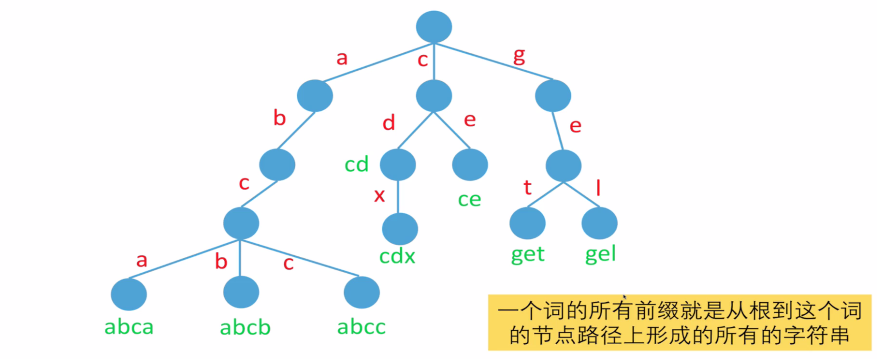 a
c
g
b
d
e
e
c
cd
x
ce
t
l
cdx
get
gel
a
b
c
abca
abcb
abcc
一个词的所有前缀就是从根到这个词
的节点路径上形成的所有的字符串